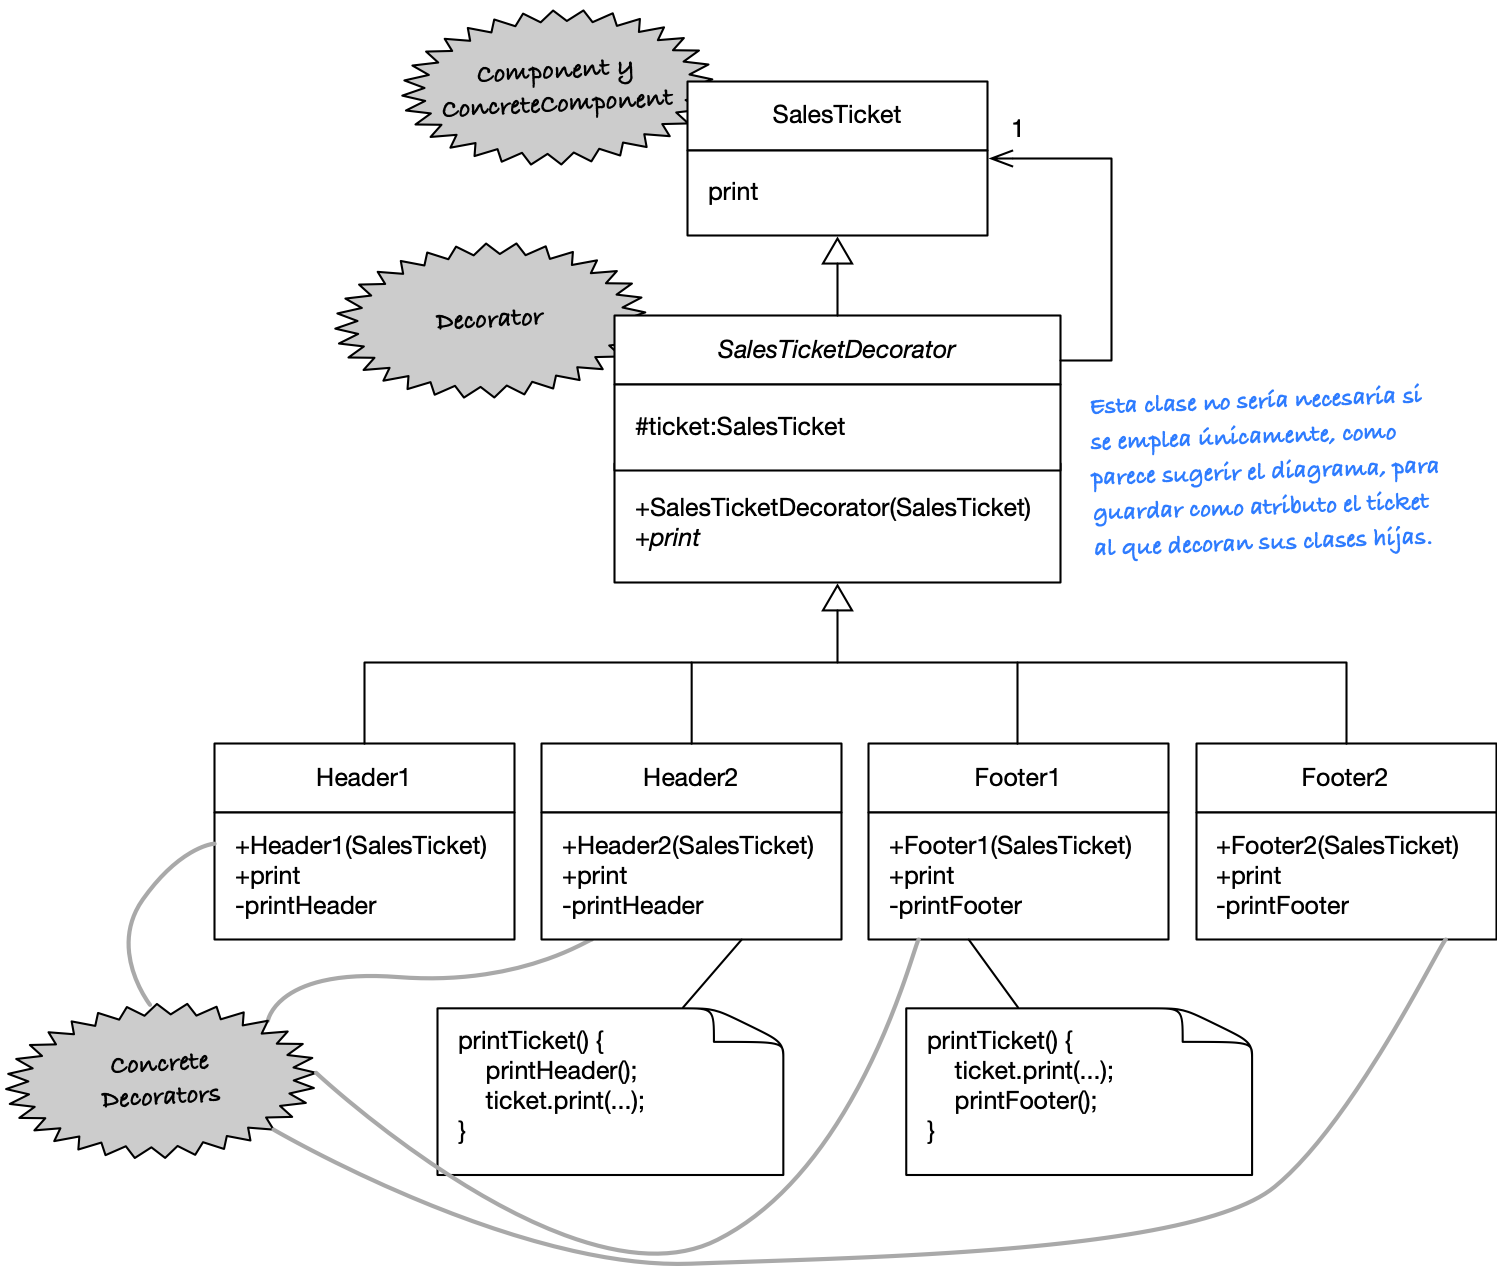 Component y
ConcreteComponent
SalesTicket
1
print
Decorator
SalesTicketDecorator
#ticket:SalesTicket
+SalesTicketDecorator(SalesTicket)
+print
Esta clase no sería necesaria si
se emplea únicamente, como
parece sugerir el diagrama, para
guardar como atributo el ticket
al que decoran sus clases hijas.
Header1
+Header1(SalesTicket)
+print
-printHeader
Header2
+Header2(SalesTicket)
+print
-printHeader
Footer1
+Footer1(SalesTicket)
+print
-printFooter
Footer2
+Footer2(SalesTicket)
+print
-printFooter
Concrete
Decorators
printTicket() {
printHeader();
ticket.print(...);
}
printTicket() {
ticket.print(...);
printFooter();
}